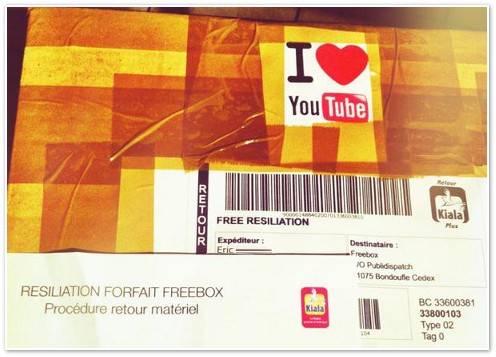 I ❤
YouTube
RETOUR
Retour
Kiala
Plus
FREE RESILIATION
Expéditeur :
Eric
Destinataire :
Freebox
/O Publidispatch
1075 Bondoufle Cedex
RESILIATION FORFAIT FREEBOX
Procédure retour matériel
Kiala
104
BC 33600381
33800103
Type 02
Tag 0